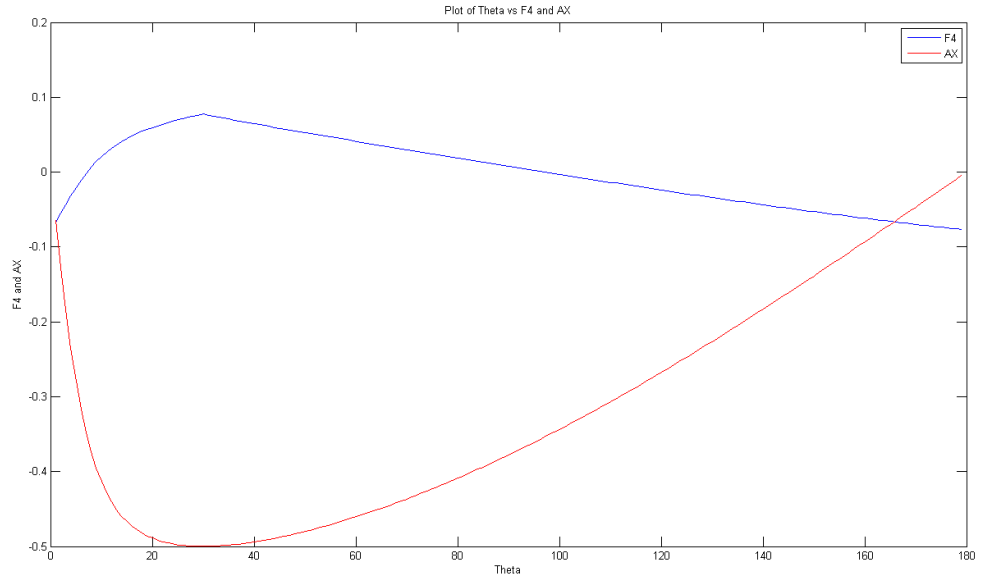 Plot of Theta vs F4 and AX
F4
AX
0.2
0.1
0
-0.1
-0.2
-0.3
-0.4
-0.5
F4 and AX
0 20 40 60 80 100 120 140 160 180
Theta